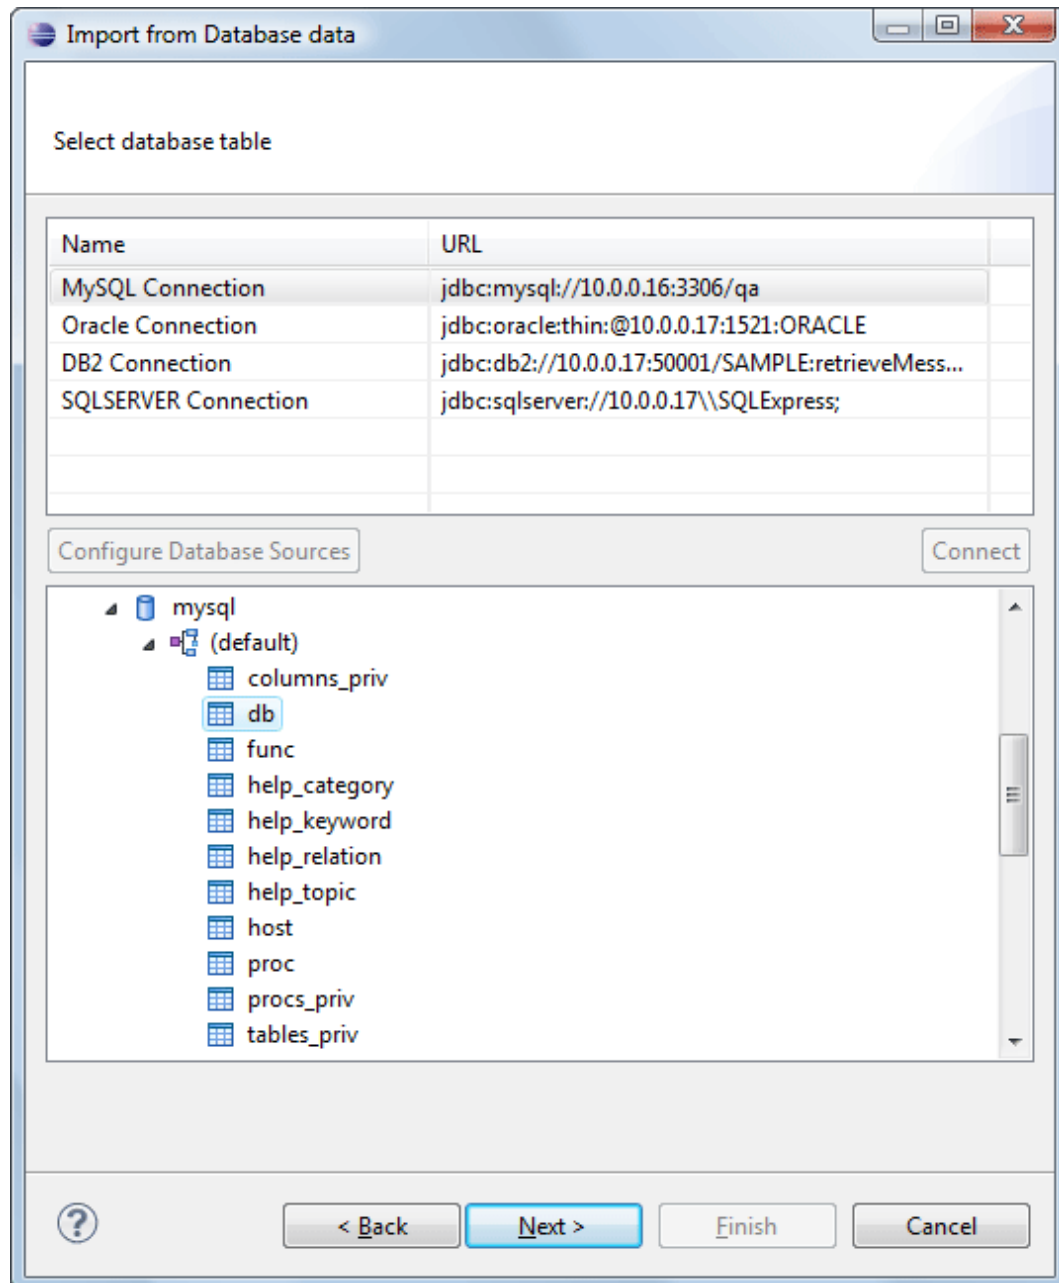 Import from Database data
Select database table
Name URL
MySQL Connection jdbc:mysql://10.0.0.16:3306/qa
Oracle Connection jdbc:oracle:thin:@10.0.0.17:1521:ORACLE
DB2 Connection jdbc:db2://10.0.0.17:50001/SAMPLE:retrieveMess...
SQLSERVER Connection jdbc:sqlserver://10.0.0.17\\SQLExpress;
Configure Database Sources Connect
mysql
(default)
columns_priv
db
func
help_category
help_keyword
help_relation
help_topic
host
proc
procs_priv
tables_priv
? < Back Next > Finish Cancel